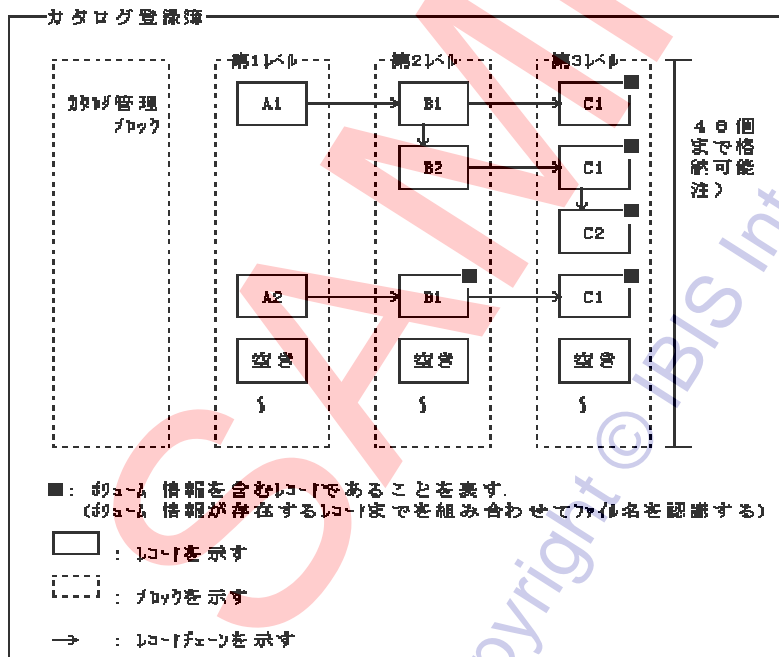 カタログ登録簿
第1レベル 第2レベル 第3レベル
カタログ管理
ブロック
A1 B1 C1
40個
まで格
納可能
注)
B2 C1
C2
A2 B1 C1
空き 空き 空き
■: ボリューム 情報を含むレコードであることを表す.
(ボリューム 情報が存在するレコードまでを組み合わせてファイル名を認識する)
: レコードを示す
: ブロックを示す
→ : レコードチェーンを示す
SAM
opyright © IBIS Int